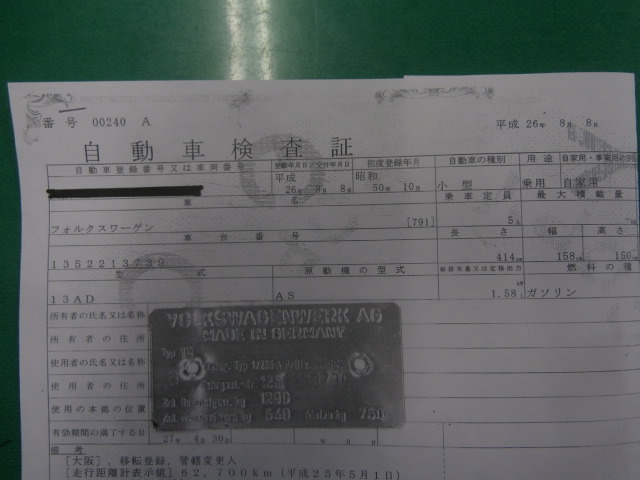 番号 00240 A
平成 26年 8月 8日
自動車検査証
自動車登録番号又は車両番号 登録年月日/交付年月日 初度登録年月 自動車の種別 用途 自家用・事業用の別
平成 26年 8月 8日 昭和 50年 10月 小型 乗用 自家用
車名 乗車定員 最大積載量
フォルクスワーゲン [791] 5人
車台番号 長さ 幅 高さ
1352213739 414cm 158cm 150cm
型式 原動機の型式 総排気量又は定格出力 燃料の種
13AD AS 1.58 ガソリン
所有者の氏名又は名称
所有者の住所
使用者の氏名又は名称
使用者の住所
使用の本拠の位置
VOLKSWAGENWERK AG
MADE IN GERMANY
Typ
1290
540 750
有効期間の満了する日 27年 4月 30日 年 月 日
備考
[大阪], 移転登録, 管轄変更入
[走行距離計表示値] 62,700km (平成25年5月1日)